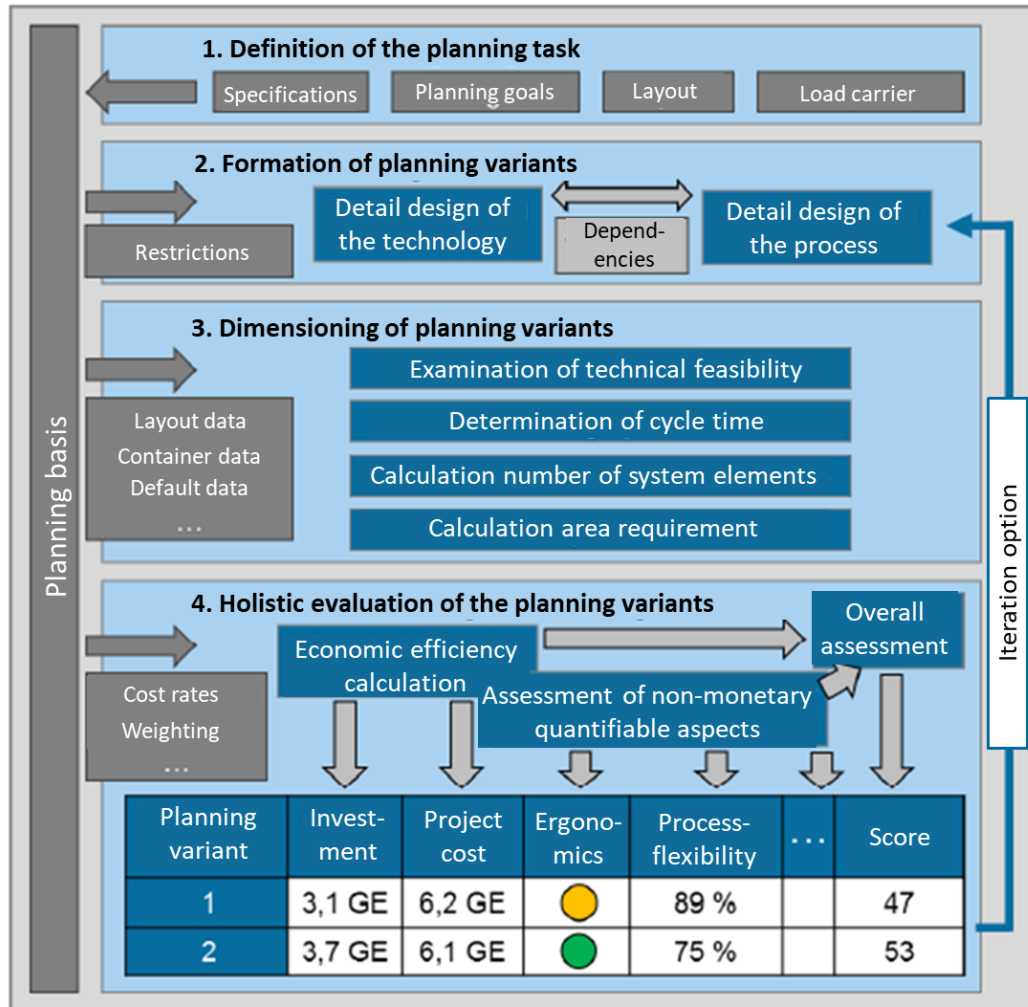 1. Definition of the planning task
Specifications
Planning goals
Layout
Load carrier
2. Formation of planning variants
Detail design of
the technology
Depend-
encies
Detail design of
the process
Restrictions
3. Dimensioning of planning variants
Examination of technical feasibility
Determination of cycle time
Calculation number of system elements
Calculation area requirement
Layout data
Container data
Default data
...
Planning basis
Iteration option
4. Holistic evaluation of the planning variants
Economic efficiency
calculation
Overall
assessment
Assessment of non-monetary
quantifiable aspects
Cost rates
Weighting
...
Planning
variant
Invest-
ment
Project
cost
Ergono-
mics
Process-
flexibility
...
Score
1
3,1 GE
6,2 GE
89 %
47
2
3,7 GE
6,1 GE
75 %
53